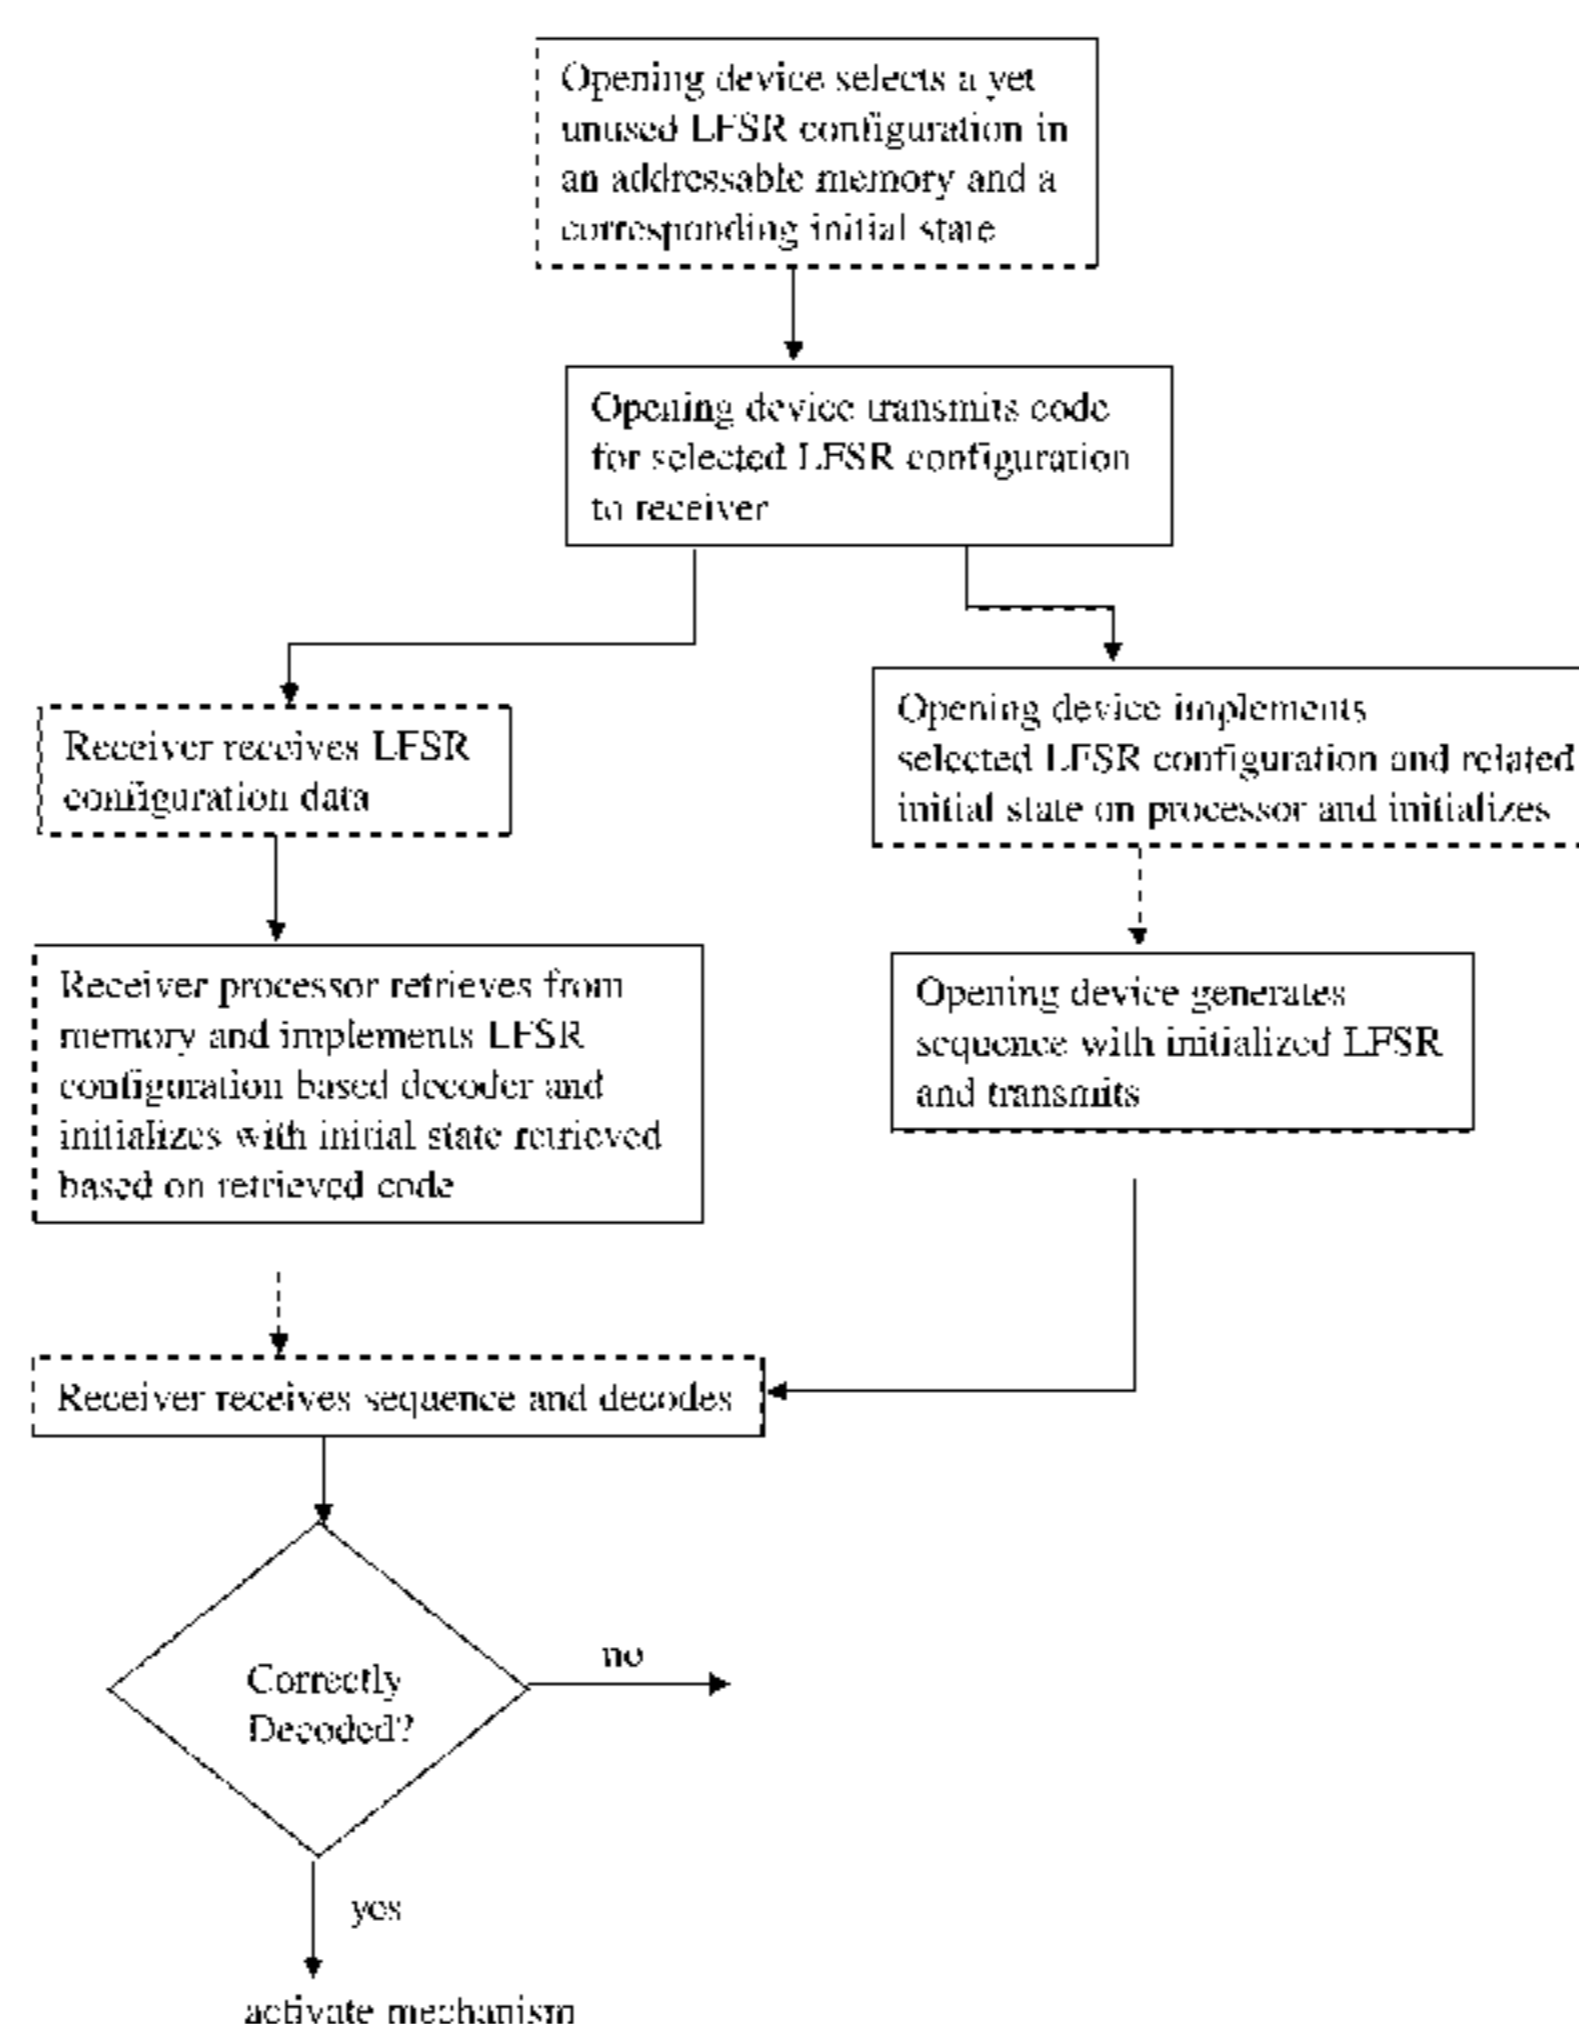 Opening device selects a yet
unused LFSR configuration in
an addressable memory and a
corresponding initial state
Opening device transmits code
for selected LFSR configuration
to receiver
Receiver receives LFSR
configuration data
Opening device implements
selected LFSR configuration and related
initial state on processor and initializes
Receiver processor retrieves from
memory and implements LFSR
configuration based decoder and
initializes with initial state retrieved
based on retrieved code
Opening device generates
sequence with initialized LFSR
and transmits
Receiver receives sequence and decodes
Correctly
Decoded?
no
yes
activate mechanism